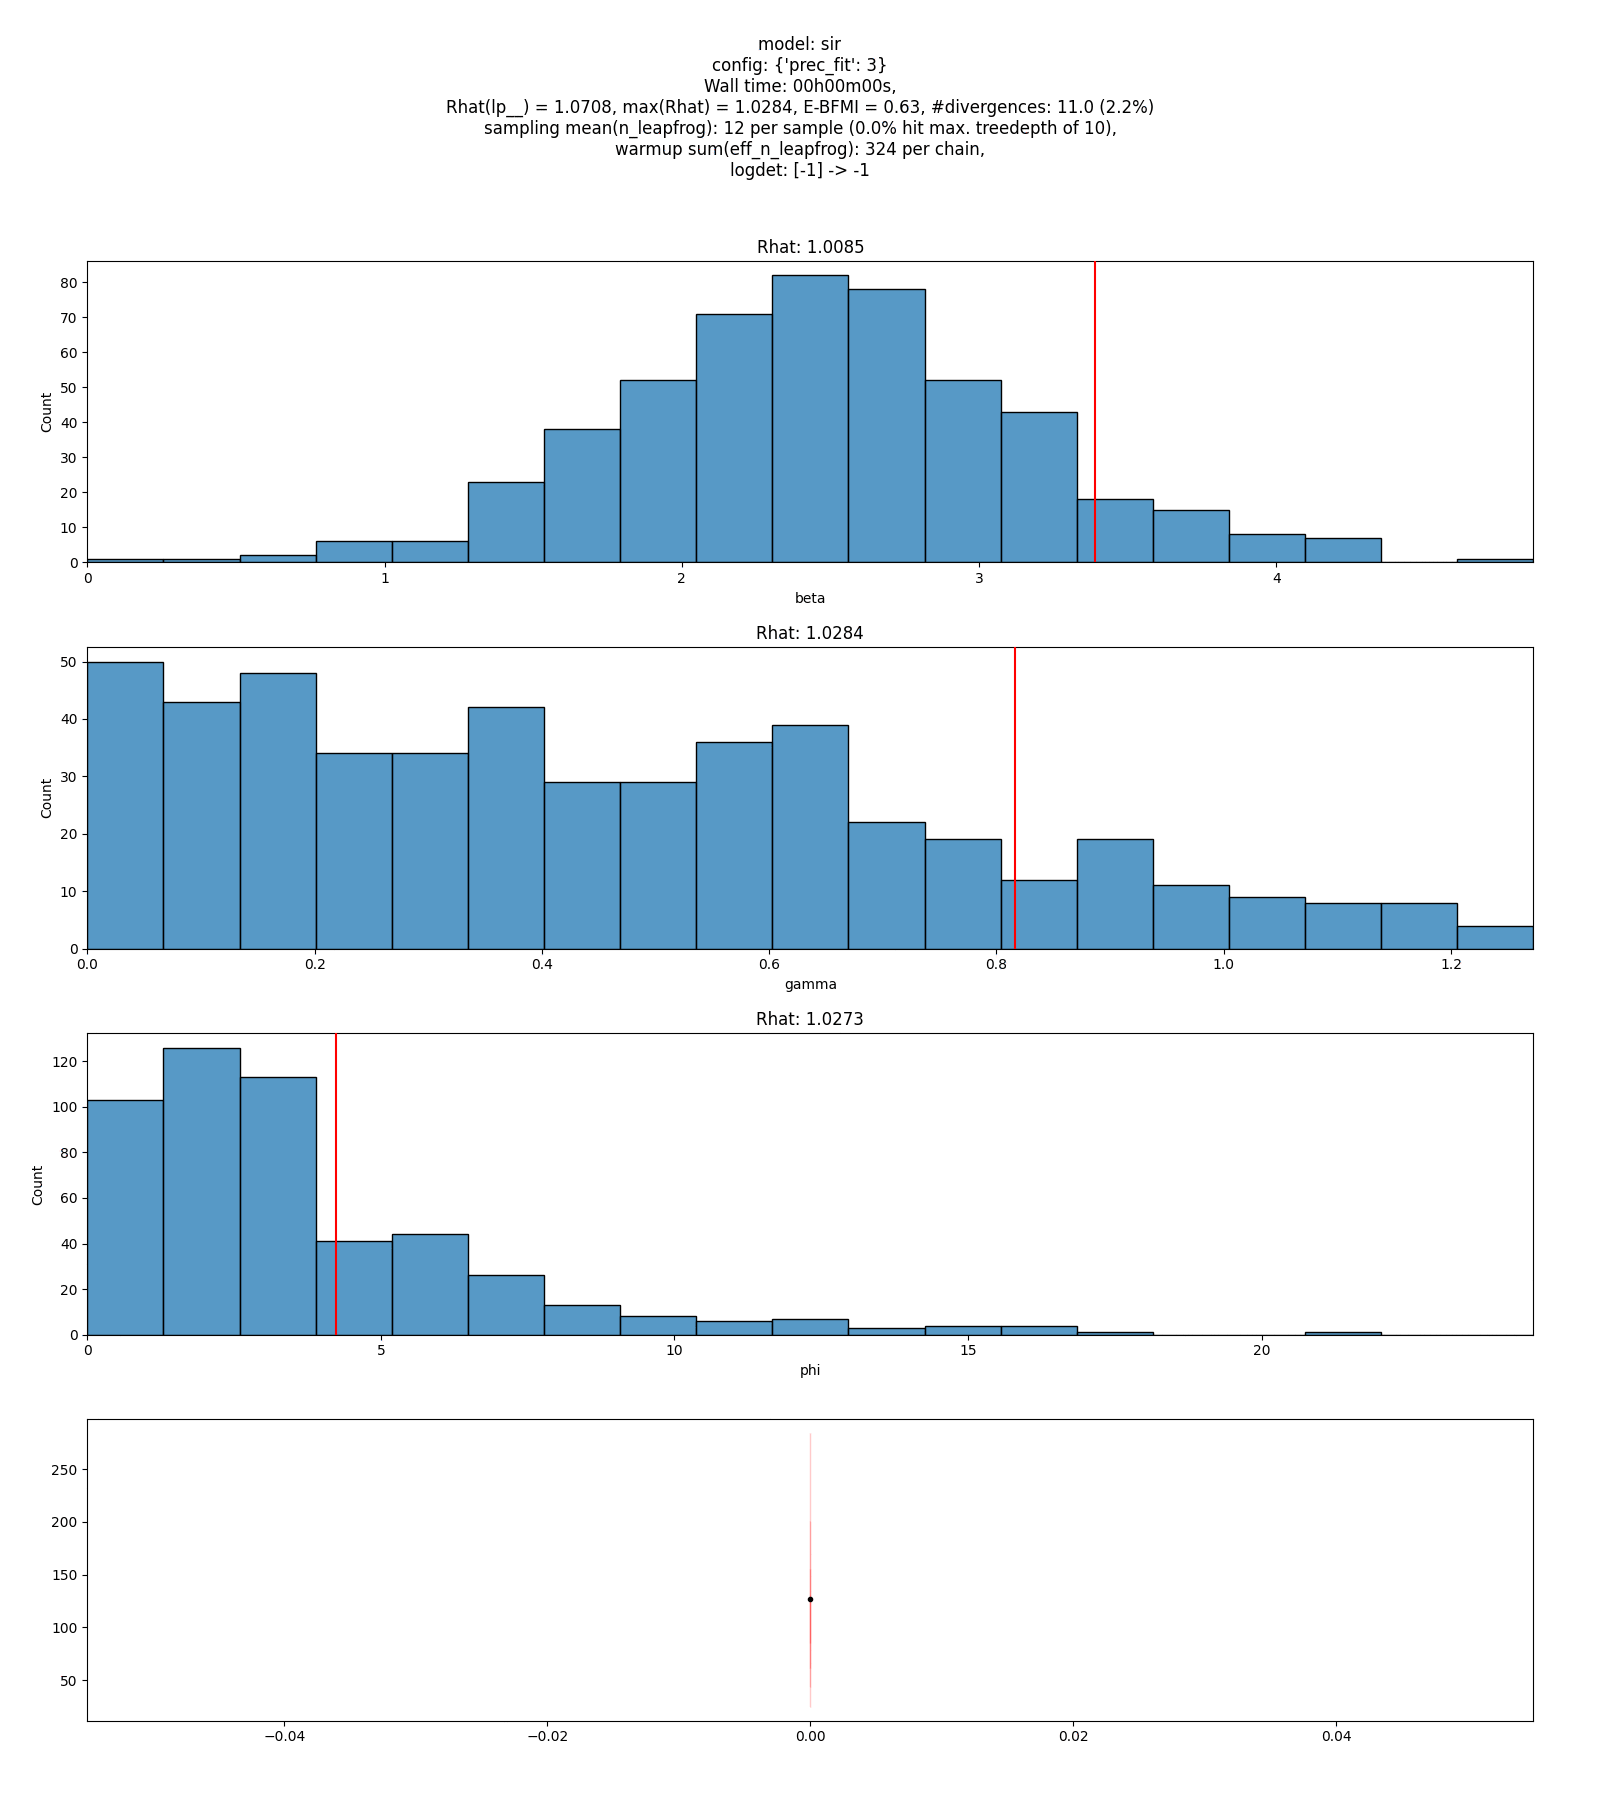 model: sir
config: {'prec_fit': 3}
Wall time: 00h00m00s,
Rhat(lp__) = 1.0708, max(Rhat) = 1.0284, E-BFMI = 0.63, #divergences: 11.0 (2.2%)
sampling mean(n_leapfrog): 12 per sample (0.0% hit max. treedepth of 10),
warmup sum(eff_n_leapfrog): 324 per chain,
logdet: [-1] -> -1
Rhat: 1.0085
80
70
60
50
40
30
20
10
0
Count
0 1 2 3 4
beta
Rhat: 1.0284
50
40
30
20
10
0
Count
0.0 0.2 0.4 0.6 0.8 1.0 1.2
gamma
Rhat: 1.0273
120
100
80
60
40
20
0
Count
0 5 10 15 20
phi
250
200
150
100
50
−0.04 −0.02 0.00 0.02 0.04